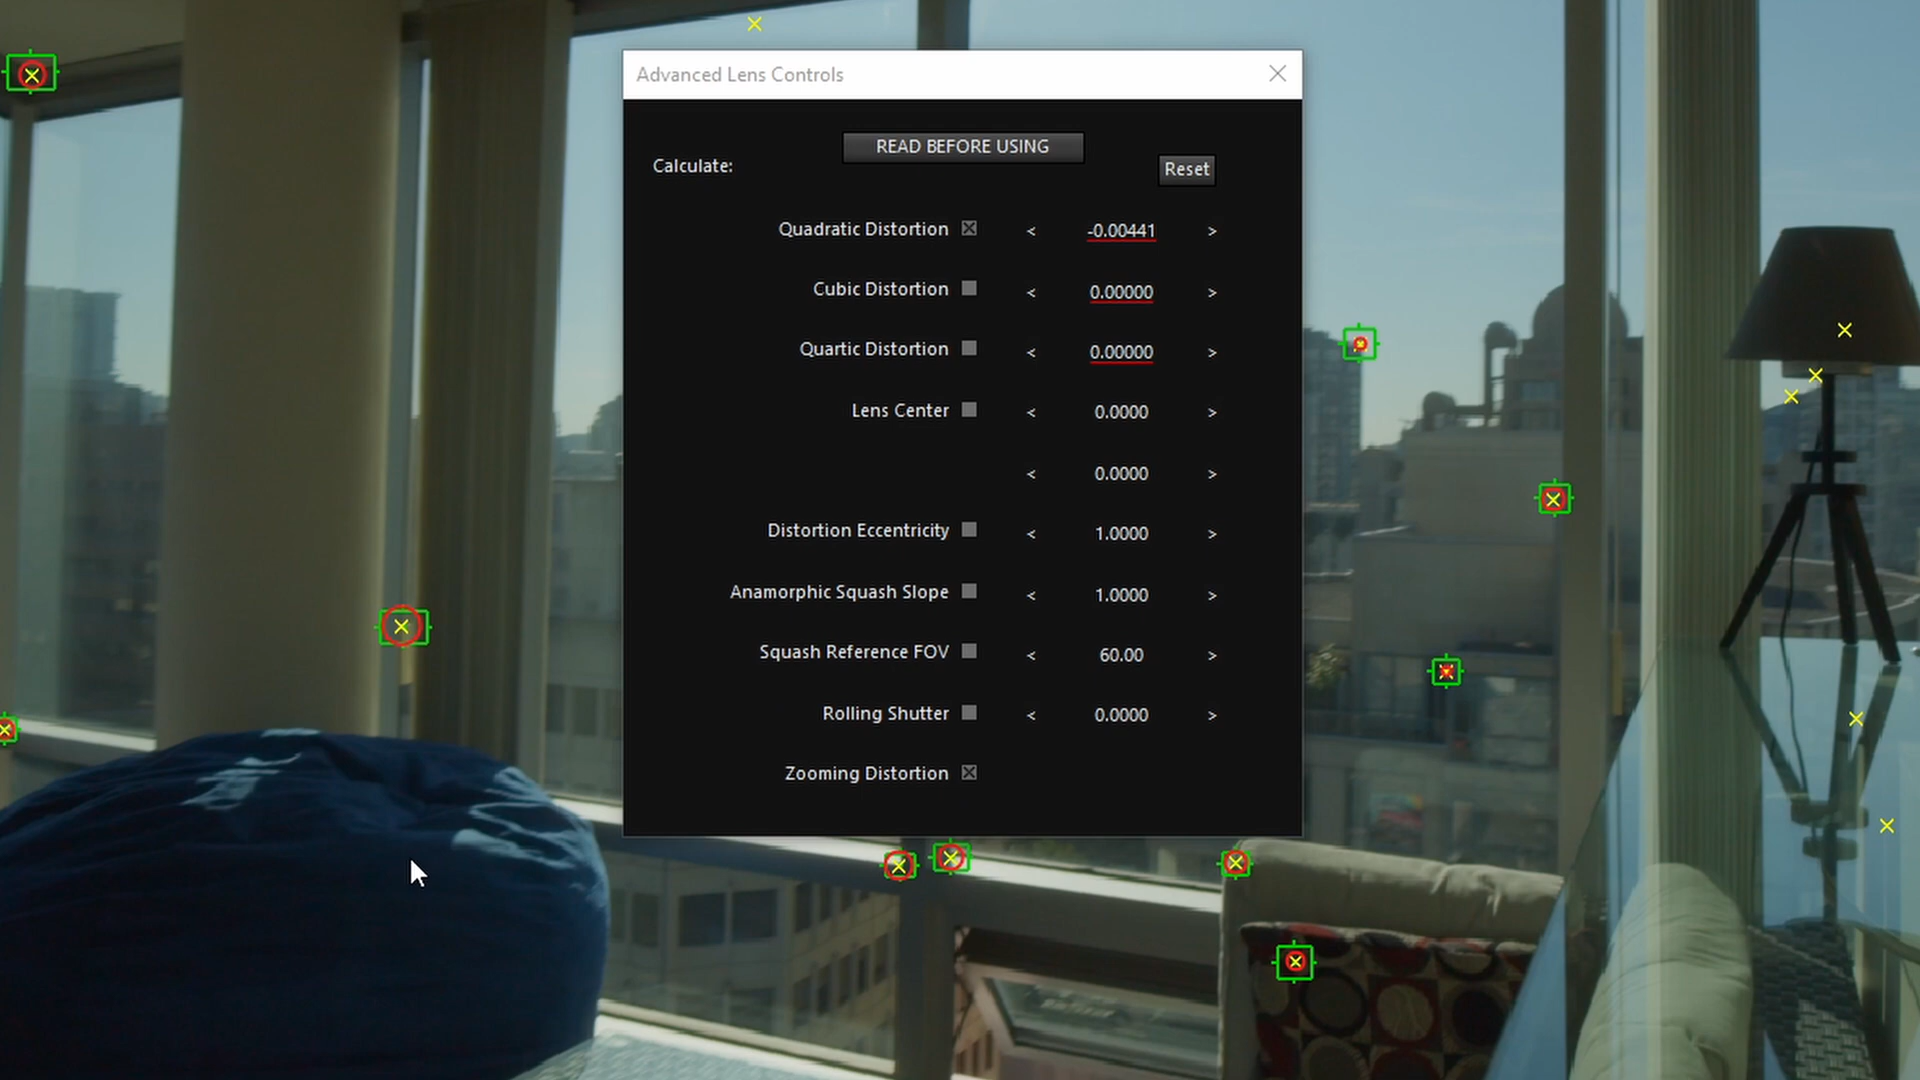 Advanced Lens Controls
READ BEFORE USING
Calculate:
Reset
Quadratic Distortion < -0.00441 >
Cubic Distortion < 0.00000 >
Quartic Distortion < 0.00000 >
Lens Center < 0.0000 >
< 0.0000 >
Distortion Eccentricity < 1.0000 >
Anamorphic Squash Slope < 1.0000 >
Squash Reference FOV < 60.00 >
Rolling Shutter < 0.0000 >
Zooming Distortion